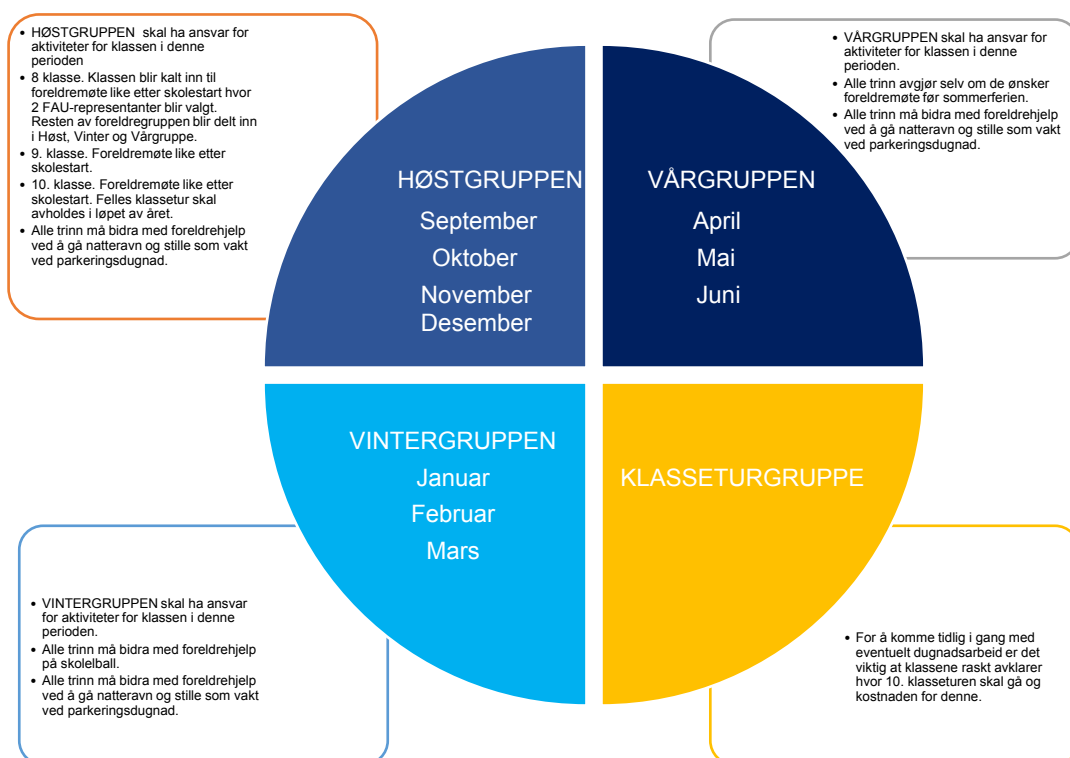 • HØSTGRUPPEN skal ha ansvar for
aktiviteter for klassen i denne
perioden
• 8 klasse. Klassen blir kalt inn til
foreldremøte like etter skolestart hvor
2 FAU-representanter blir valgt.
Resten av foreldregruppen blir delt inn
i Høst, Vinter og Vårgruppe.
• 9. klasse. Foreldremøte like etter
skolestart.
• 10. klasse. Foreldremøte like etter
skolestart. Felles klassetur skal
avholdes i løpet av året.
• Alle trinn må bidra med foreldrehjelp
ved å gå natteravn og stille som vakt
ved parkeringsdugnad.
• VÅRGRUPPEN skal ha ansvar for
aktiviteter for klassen i denne
perioden.
• Alle trinn avgjør selv om de ønsker
foreldremøte før sommerferien.
• Alle trinn må bidra med foreldrehjelp
ved å gå natteravn og stille som vakt
ved parkeringsdugnad.
HØSTGRUPPEN
September
Oktober
November
Desember
VÅRGRUPPEN
April
Mai
Juni
VINTERGRUPPEN
Januar
Februar
Mars
KLASSETURGRUPPE
• VINTERGRUPPEN skal ha ansvar
for aktiviteter for klassen i denne
perioden.
• Alle trinn må bidra med foreldrehjelp
på skolelball.
• Alle trinn må bidra med foreldrehjelp
ved å gå natteravn og stille som vakt
ved parkeringsdugnad.
• For å komme tidlig i gang med
eventuelt dugnadsarbeid er det
viktig at klassene raskt avklarer
hvor 10. klasseturen skal gå og
kostnaden for denne.